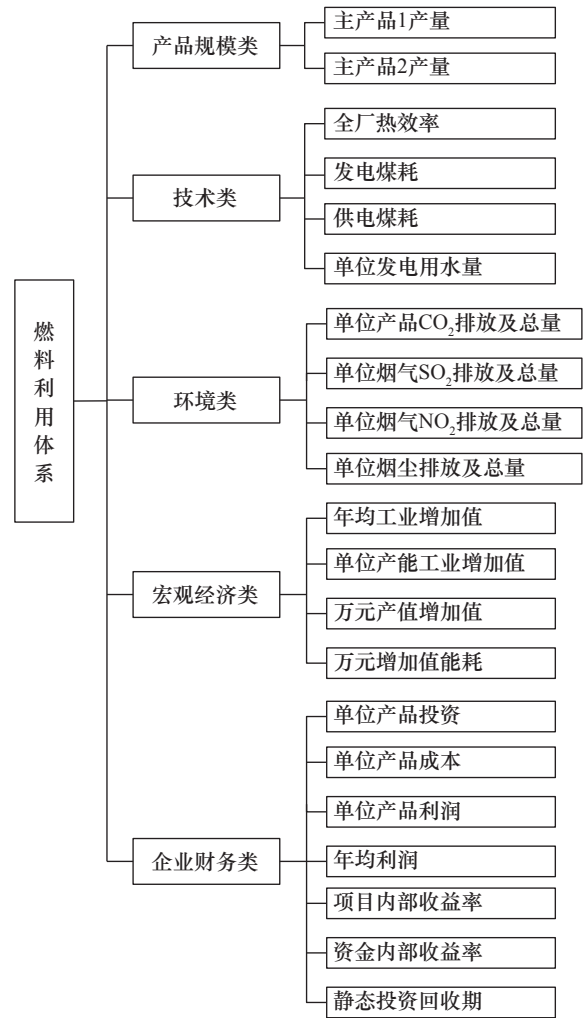 燃料利用体系
产品规模类
主产品1产量
主产品2产量
技术类
全厂热效率
发电煤耗
供电煤耗
单位发电用水量
环境类
单位产品CO₂排放及总量
单位烟气SO₂排放及总量
单位烟气NO₂排放及总量
单位烟尘排放及总量
宏观经济类
年均工业增加值
单位产能工业增加值
万元产值增加值
万元增加值能耗
企业财务类
单位产品投资
单位产品成本
单位产品利润
年均利润
项目内部收益率
资金内部收益率
静态投资回收期